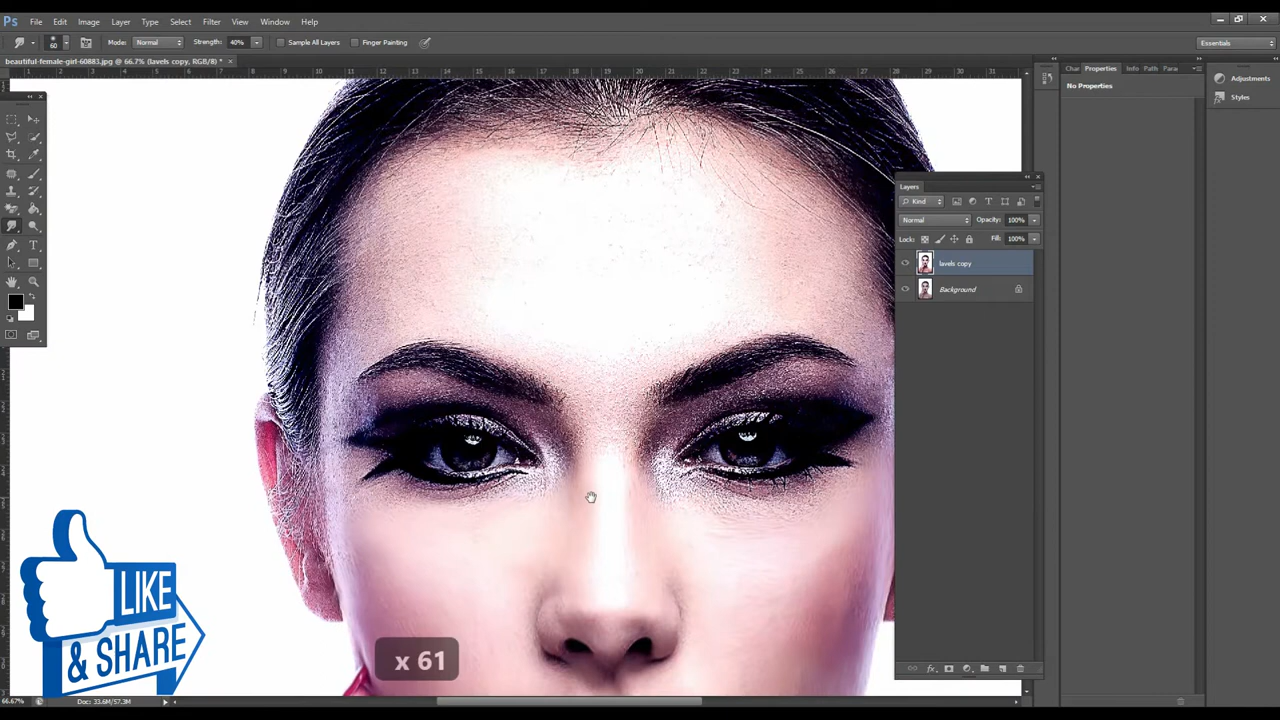 Ps File Edit Image Layer Type Select Filter View Window Help
60 Mode: Normal Strength: 40% Sample All Layers Finger Painting Essentials
beautiful-female-girl-60883.jpg @ 66.7% (lavels copy, RGB/8) * ×
Char Properties Info Path Para
No Properties
Adjustments
Styles
Layers
Kind
Normal Opacity: 100%
Lock: Fill: 100%
lavels copy
Background
LIKE
& SHARE
x 61
66.67% Doc: 33.6M/57.3M